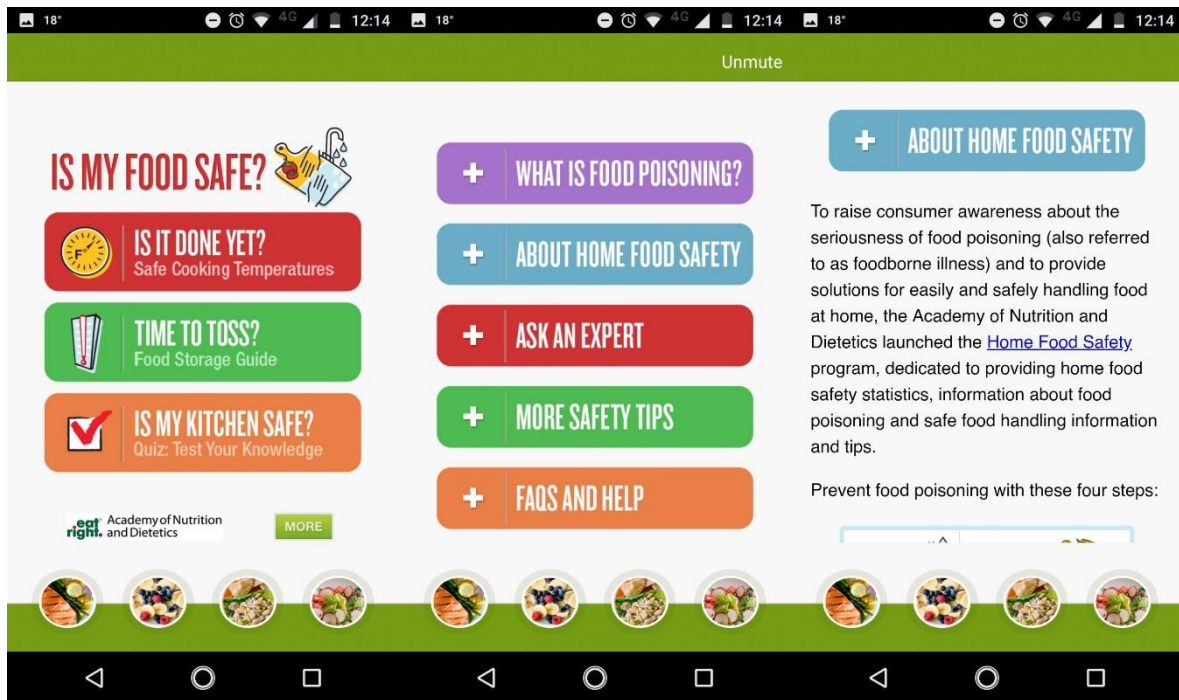 18°
4G
12:14
IS MY FOOD SAFE?
F°
IS IT DONE YET?
Safe Cooking Temperatures
TIME TO TOSS?
Food Storage Guide
IS MY KITCHEN SAFE?
Quiz: Test Your Knowledge
eat
right.
Academy of Nutrition
and Dietetics
MORE
18°
4G
12:14
Unmute
+ WHAT IS FOOD POISONING?
+ ABOUT HOME FOOD SAFETY
+ ASK AN EXPERT
+ MORE SAFETY TIPS
+ FAQS AND HELP
18°
4G
12:14
+ ABOUT HOME FOOD SAFETY
To raise consumer awareness about the
seriousness of food poisoning (also referred
to as foodborne illness) and to provide
solutions for easily and safely handling food
at home, the Academy of Nutrition and
Dietetics launched the Home Food Safety
program, dedicated to providing home food
safety statistics, information about food
poisoning and safe food handling information
and tips.
Prevent food poisoning with these four steps: